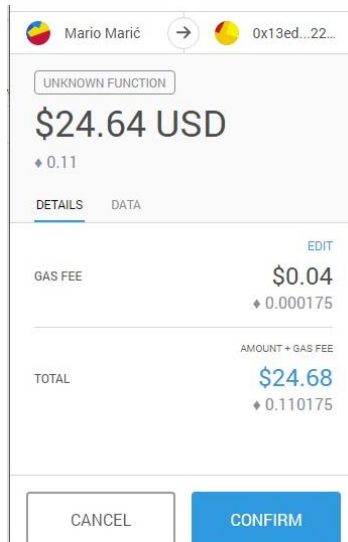 Mario Marić 0x13ed...22...
UNKNOWN FUNCTION
$24.64 USD
♦ 0.11
DETAILS DATA
EDIT
GAS FEE $0.04
♦ 0.000175
AMOUNT + GAS FEE
TOTAL $24.68
♦ 0.110175
CANCEL CONFIRM